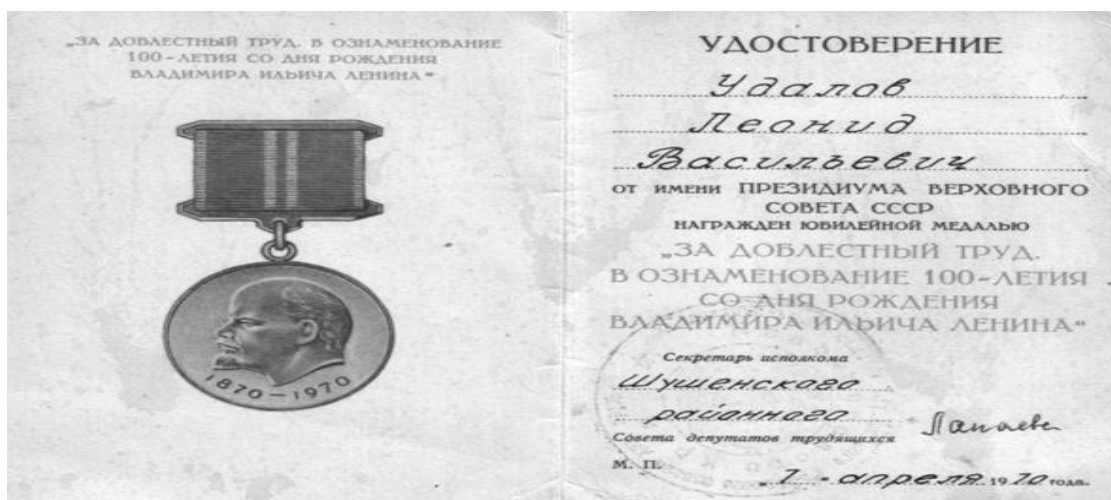 „ЗА ДОБЛЕСТНЫЙ ТРУД. В ОЗНАМЕНОВАНИЕ
100-ЛЕТИЯ СО ДНЯ РОЖДЕНИЯ
ВЛАДИМИРА ИЛЬИЧА ЛЕНИНА“
1870–1970
УДОСТОВЕРЕНИЕ
Удалов
Леонид
Васильевич
ОТ ИМЕНИ ПРЕЗИДИУМА ВЕРХОВНОГО
СОВЕТА СССР
НАГРАЖДЕН ЮБИЛЕЙНОЙ МЕДАЛЬЮ
„ЗА ДОБЛЕСТНЫЙ ТРУД.
В ОЗНАМЕНОВАНИЕ 100-ЛЕТИЯ
СО ДНЯ РОЖДЕНИЯ
ВЛАДИМИРА ИЛЬИЧА ЛЕНИНА“
Секретарь исполкома
Шушенского
районного
Совета депутатов трудящихся
М. П.
„ 7 “ апреля 1970 года.